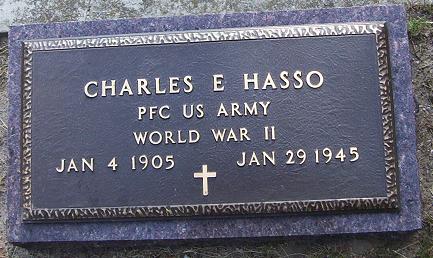 CHARLES E HASSO
PFC US ARMY
WORLD WAR II
JAN 4 1905 JAN 29 1945